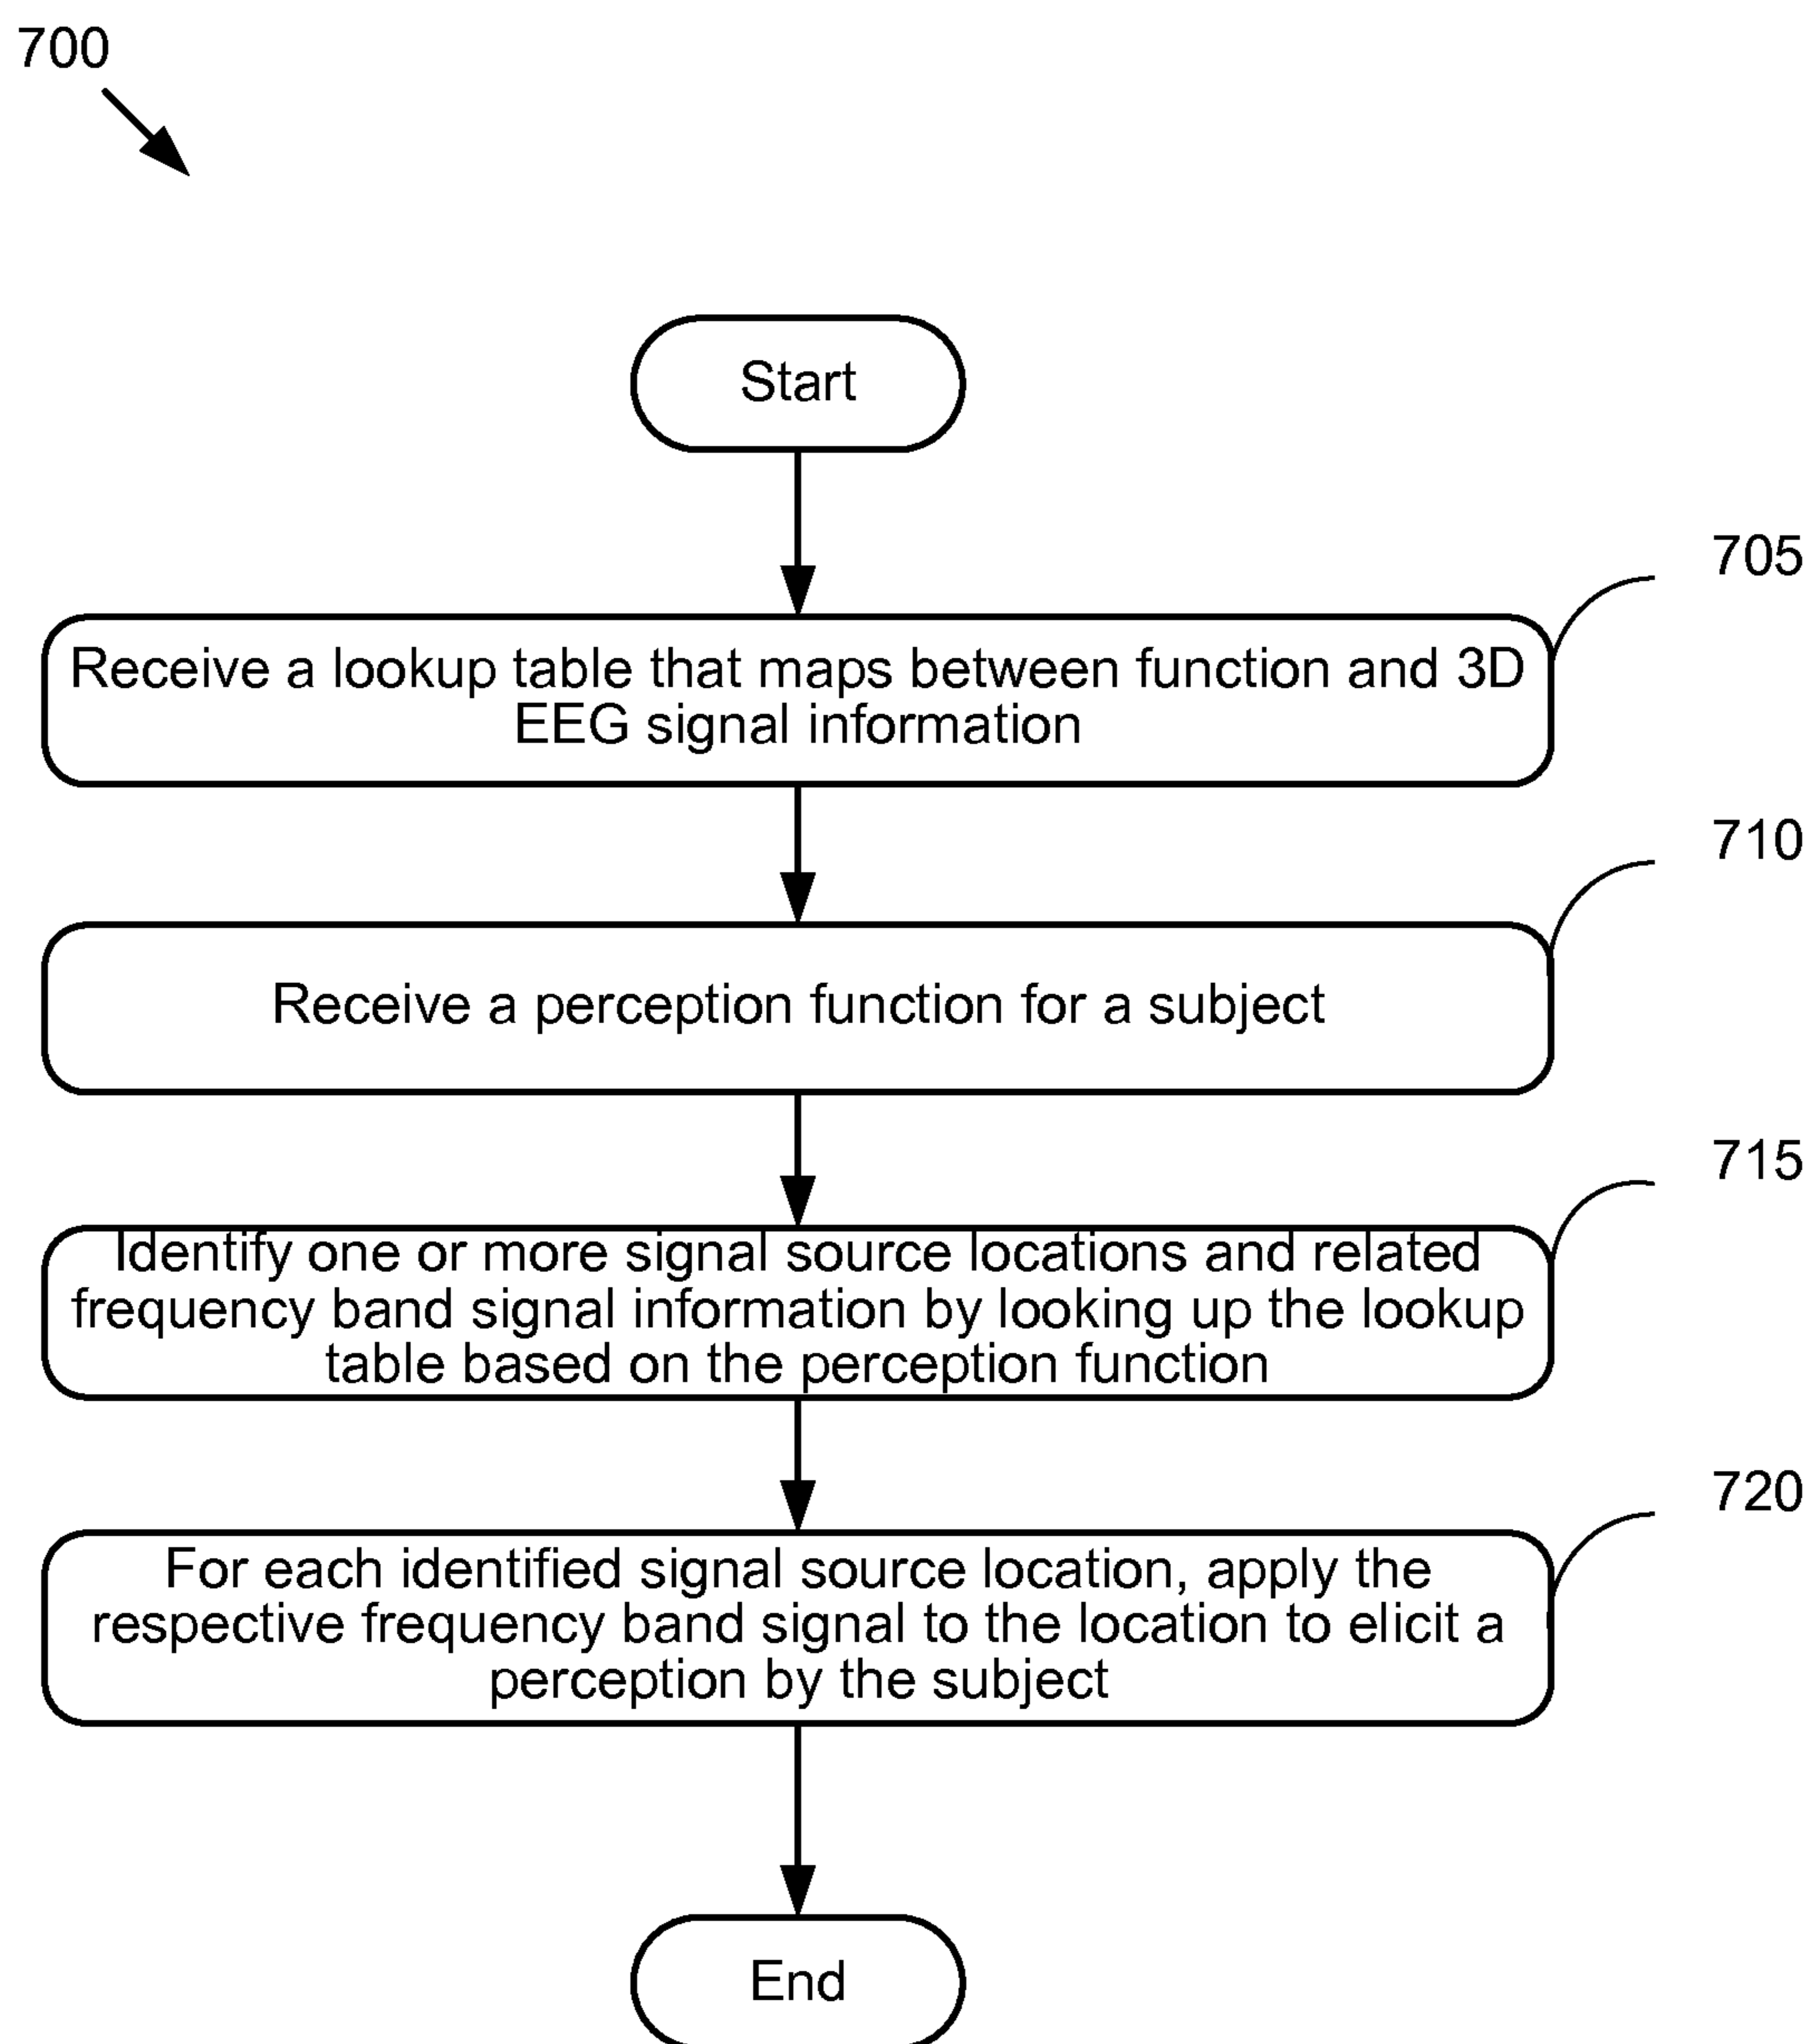 700
Start
705
Receive a lookup table that maps between function and 3D
EEG signal information
710
Receive a perception function for a subject
715
Identify one or more signal source locations and related
frequency band signal information by looking up the lookup
table based on the perception function
720
For each identified signal source location, apply the
respective frequency band signal to the location to elicit a
perception by the subject
End